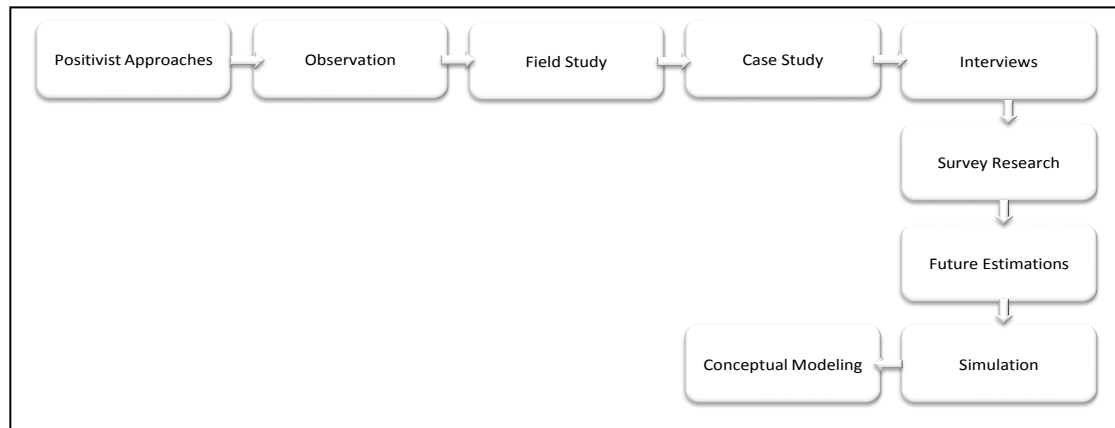 Positivist Approaches
Observation
Field Study
Case Study
Interviews
Survey Research
Future Estimations
Simulation
Conceptual Modeling